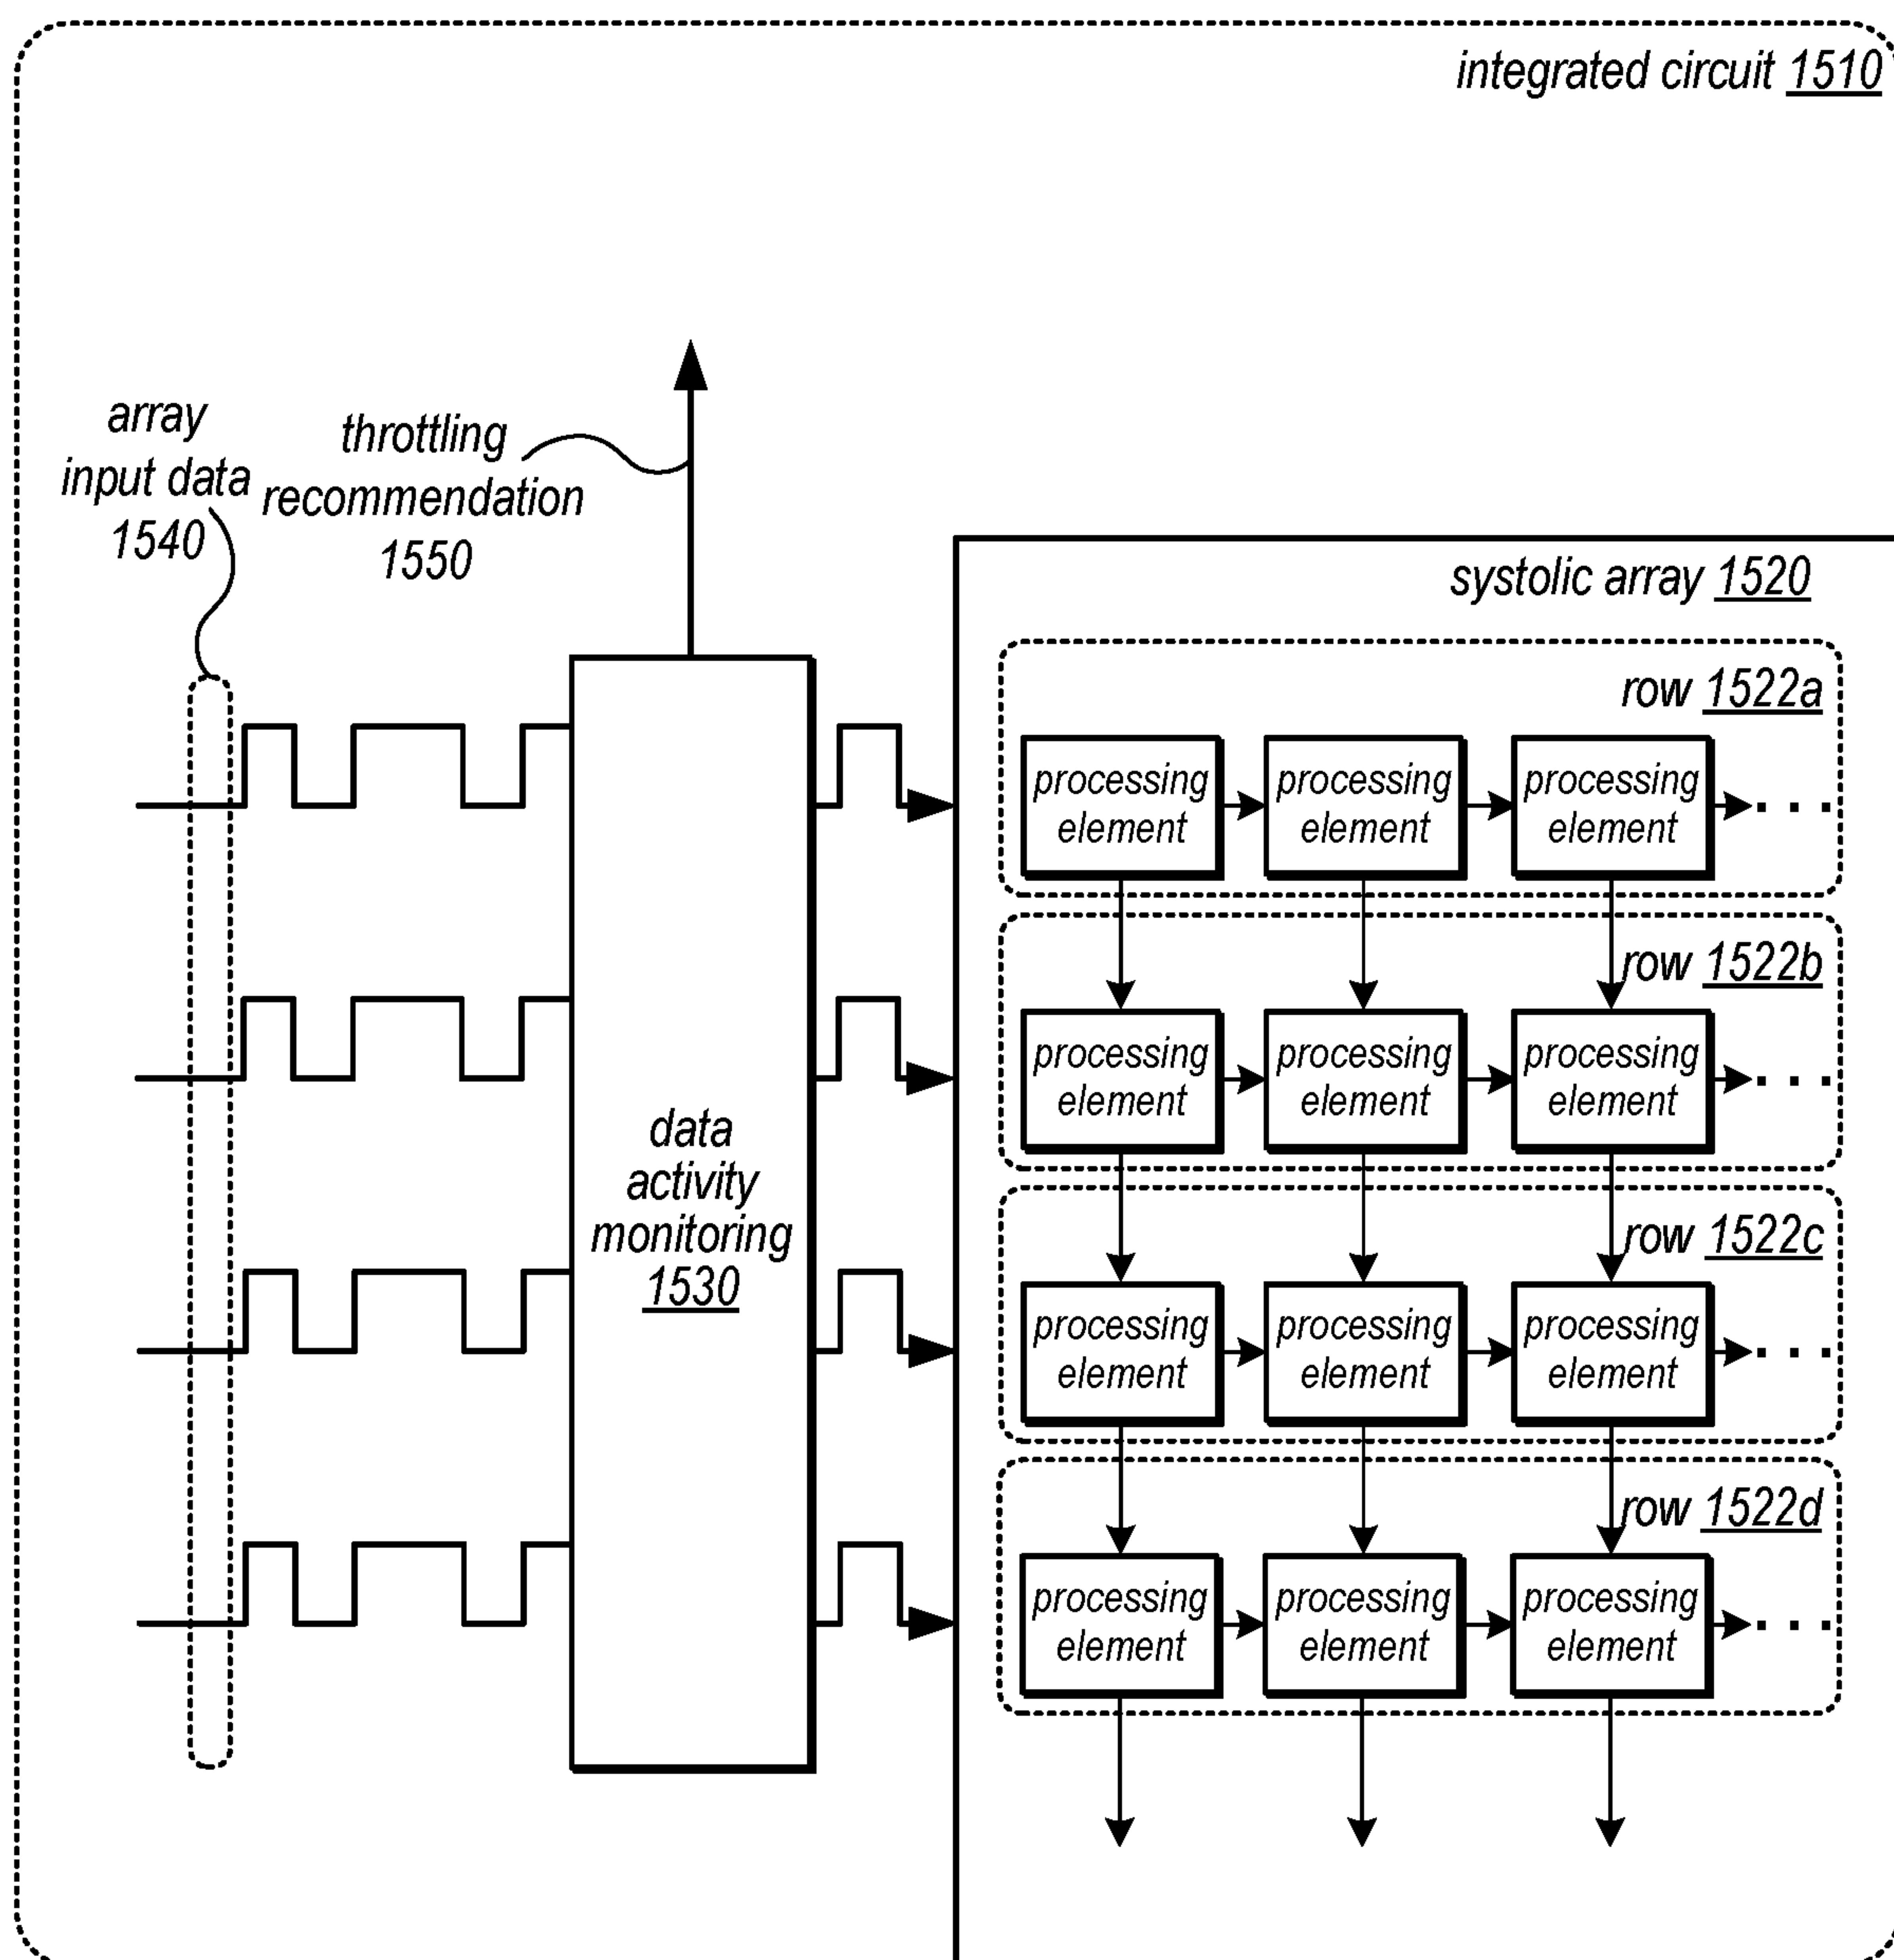 integrated circuit 1510
array
input data
1540
throttling
recommendation
1550
systolic array 1520
row 1522a
processing
element
processing
element
processing
element
. . .
row 1522b
processing
element
processing
element
processing
element
. . .
data
activity
monitoring
1530
row 1522c
processing
element
processing
element
processing
element
. . .
row 1522d
processing
element
processing
element
processing
element
. . .